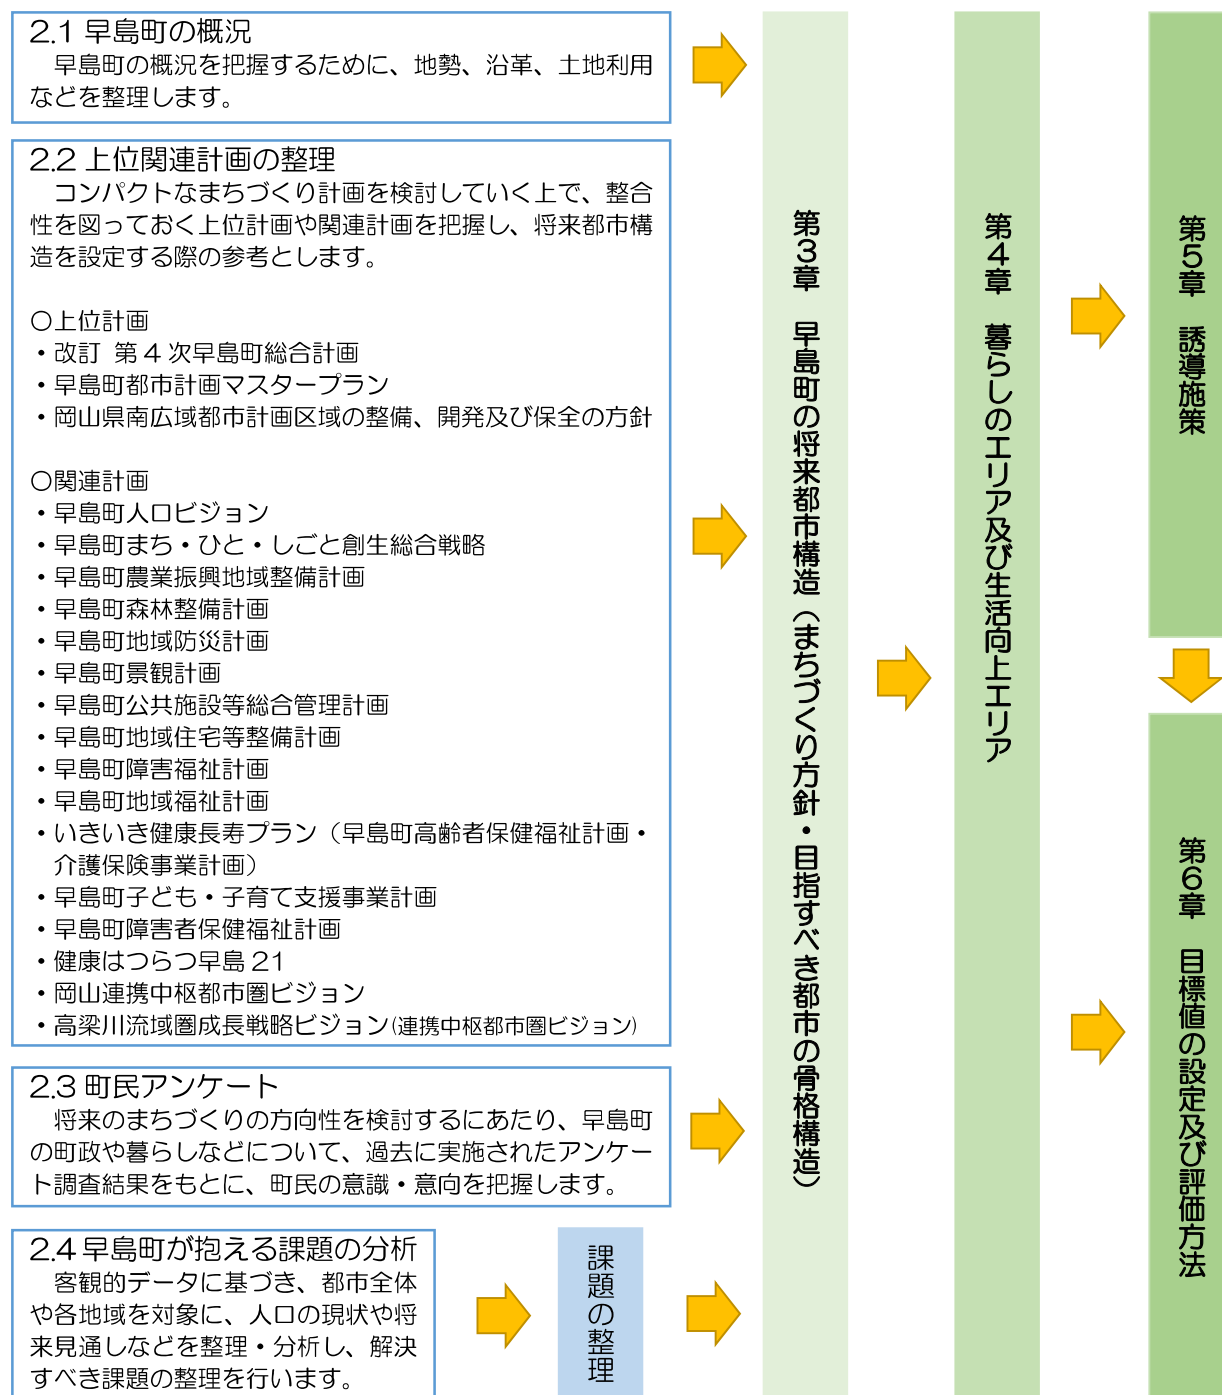 2.1 早島町の概況
早島町の概況を把握するために、地勢、沿革、土地利用
などを整理します。
2.2 上位関連計画の整理
コンパクトなまちづくり計画を検討していく上で、整合
性を図っておく上位計画や関連計画を把握し、将来都市構
造を設定する際の参考とします。
○上位計画
・改訂 第４次早島町総合計画
・早島町都市計画マスタープラン
・岡山県南広域都市計画区域の整備、開発及び保全の方針
○関連計画
・早島町人口ビジョン
・早島町まち・ひと・しごと創生総合戦略
・早島町農業振興地域整備計画
・早島町森林整備計画
・早島町地域防災計画
・早島町景観計画
・早島町公共施設等総合管理計画
・早島町地域住宅等整備計画
・早島町障害福祉計画
・早島町地域福祉計画
・いきいき健康長寿プラン（早島町高齢者保健福祉計画・
介護保険事業計画）
・早島町子ども・子育て支援事業計画
・早島町障害者保健福祉計画
・健康はつらつ早島 21
・岡山連携中枢都市圏ビジョン
・高梁川流域圏成長戦略ビジョン(連携中枢都市圏ビジョン)
2.3 町民アンケート
将来のまちづくりの方向性を検討するにあたり、早島町
の町政や暮らしなどについて、過去に実施されたアンケー
ト調査結果をもとに、町民の意識・意向を把握します。
2.4 早島町が抱える課題の分析
客観的データに基づき、都市全体
や各地域を対象に、人口の現状や将
来見通しなどを整理・分析し、解決
すべき課題の整理を行います。
課題の整理
第３章 早島町の将来都市構造（まちづくり方針・目指すべき都市の骨格構造）
第４章 暮らしのエリア及び生活向上エリア
第５章 誘導施策
第６章 目標値の設定及び評価方法